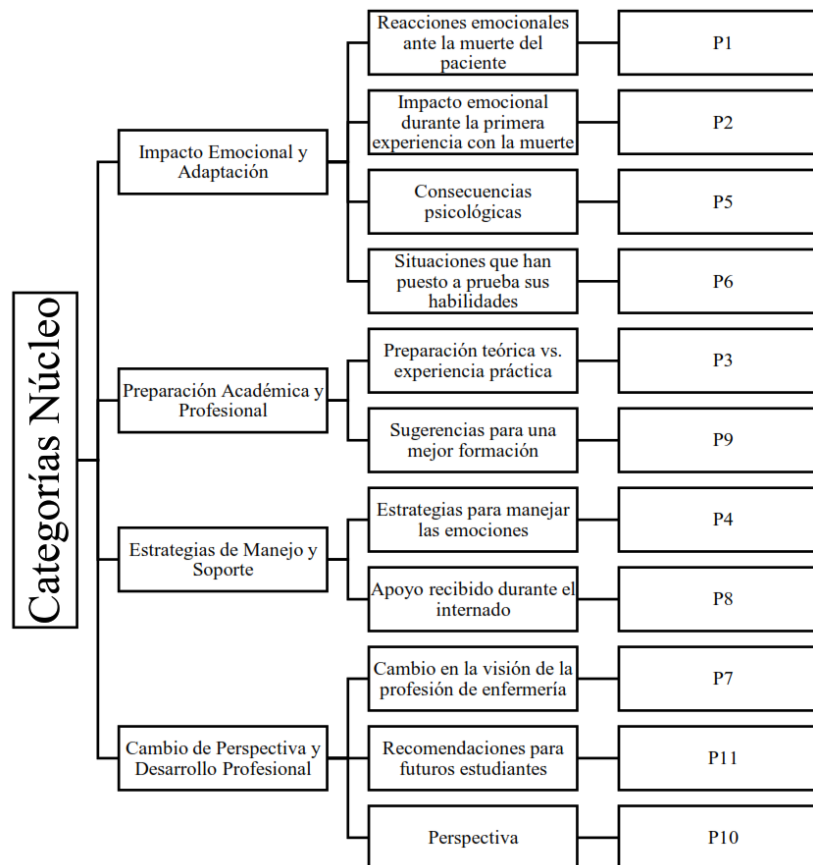 Categorías Núcleo
Impacto Emocional y
Adaptación
Reacciones emocionales
ante la muerte del
paciente
P1
Impacto emocional
durante la primera
experiencia con la muerte
P2
Consecuencias
psicológicas
P5
Situaciones que han
puesto a prueba sus
habilidades
P6
Preparación Académica y
Profesional
Preparación teórica vs.
experiencia práctica
P3
Sugerencias para una
mejor formación
P9
Estrategias de Manejo y
Soporte
Estrategias para manejar
las emociones
P4
Apoyo recibido durante el
internado
P8
Cambio de Perspectiva y
Desarrollo Profesional
Cambio en la visión de la
profesión de enfermería
P7
Recomendaciones para
futuros estudiantes
P11
Perspectiva
P10